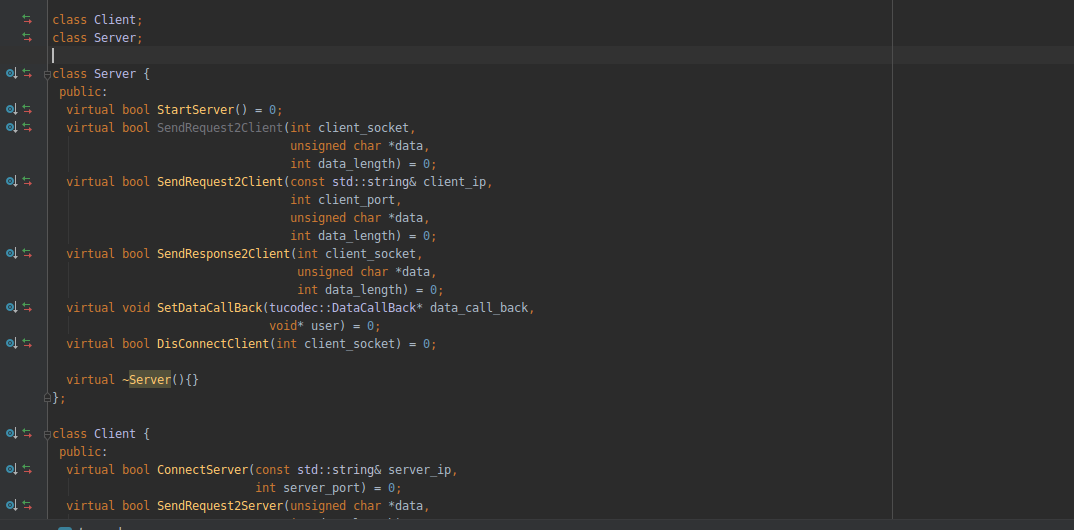 class Client;
class Server;
class Server {
public:
virtual bool StartServer() = 0;
virtual bool SendRequest2Client(int client_socket,
unsigned char *data,
int data_length) = 0;
virtual bool SendRequest2Client(const std::string& client_ip,
int client_port,
unsigned char *data,
int data_length) = 0;
virtual bool SendResponse2Client(int client_socket,
unsigned char *data,
int data_length) = 0;
virtual void SetDataCallBack(tucodec::DataCallBack* data_call_back,
void* user) = 0;
virtual bool DisConnectClient(int client_socket) = 0;
virtual ~Server(){}
};
class Client {
public:
virtual bool ConnectServer(const std::string& server_ip,
int server_port) = 0;
virtual bool SendRequest2Server(unsigned char *data,